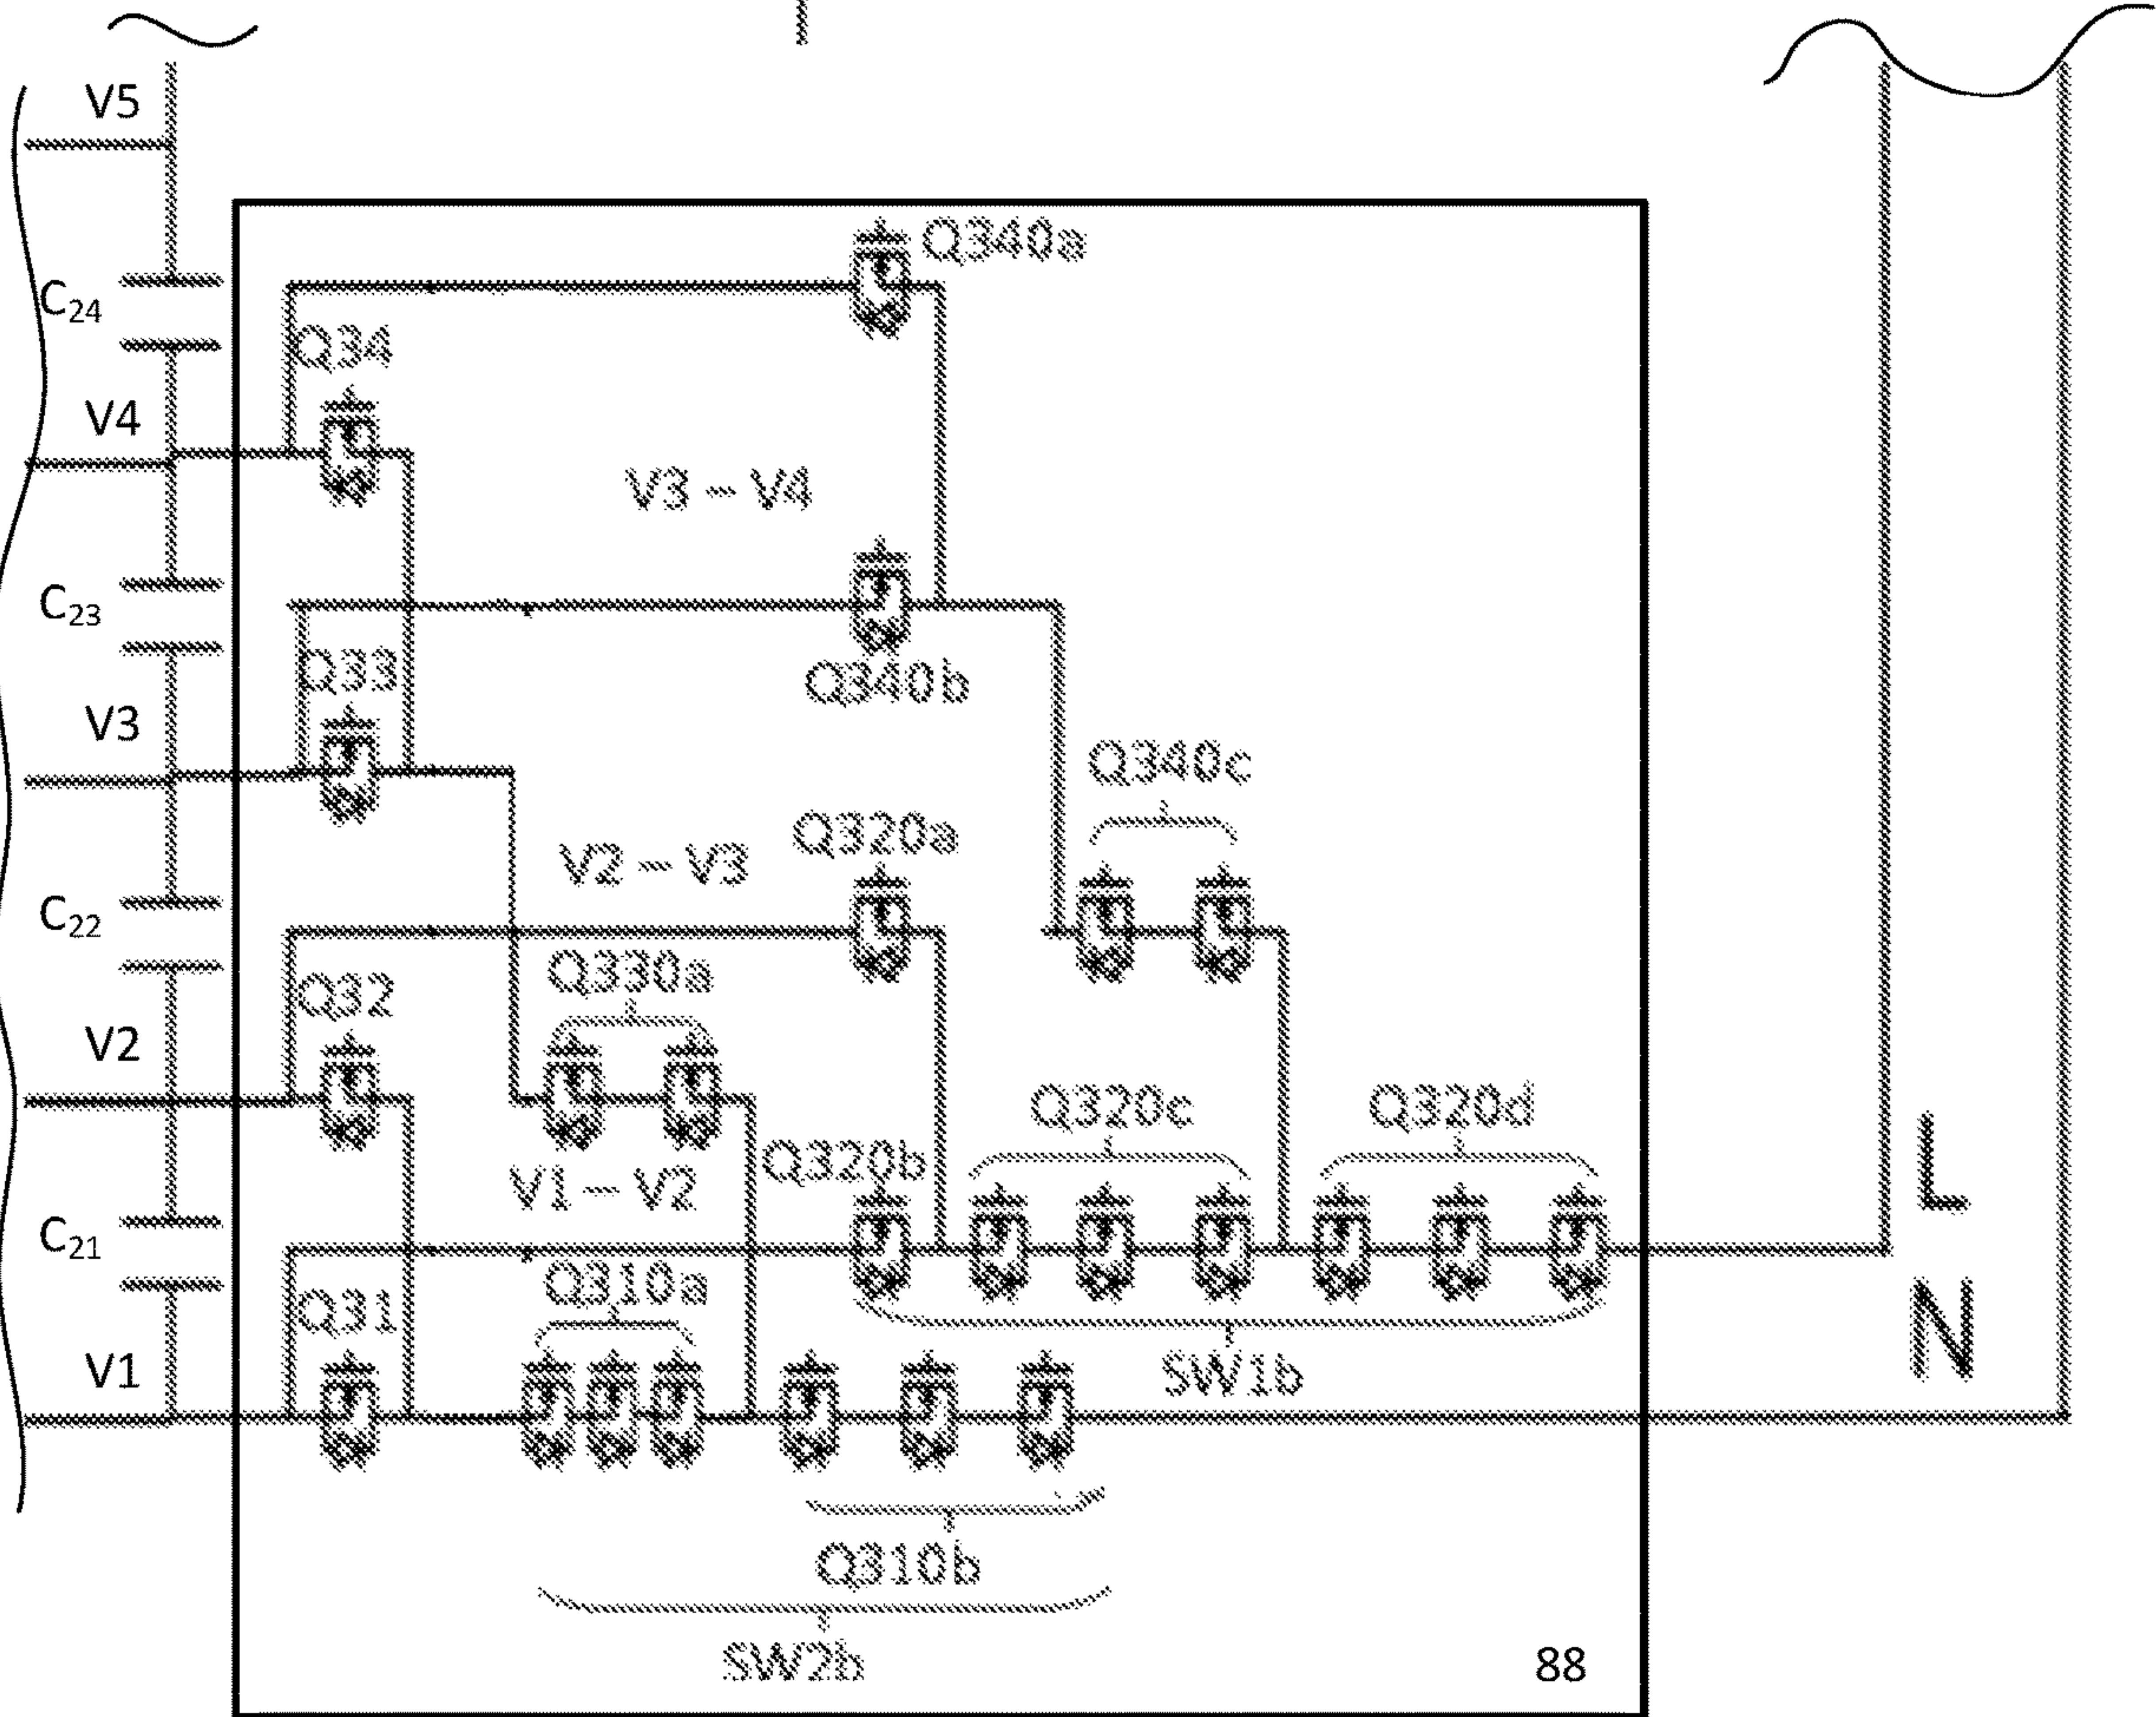 V5
Q340a
C24
Q34
V4
V3 – V4
C23
Q33
Q340b
V3
Q340c
Q320a
V2 – V3
C22
Q330a
Q32
V2
Q320c
Q320d
Q320b
V1 – V2
L
C21
Q310a
Q31
N
V1
SW1b
Q310b
SW2b
88